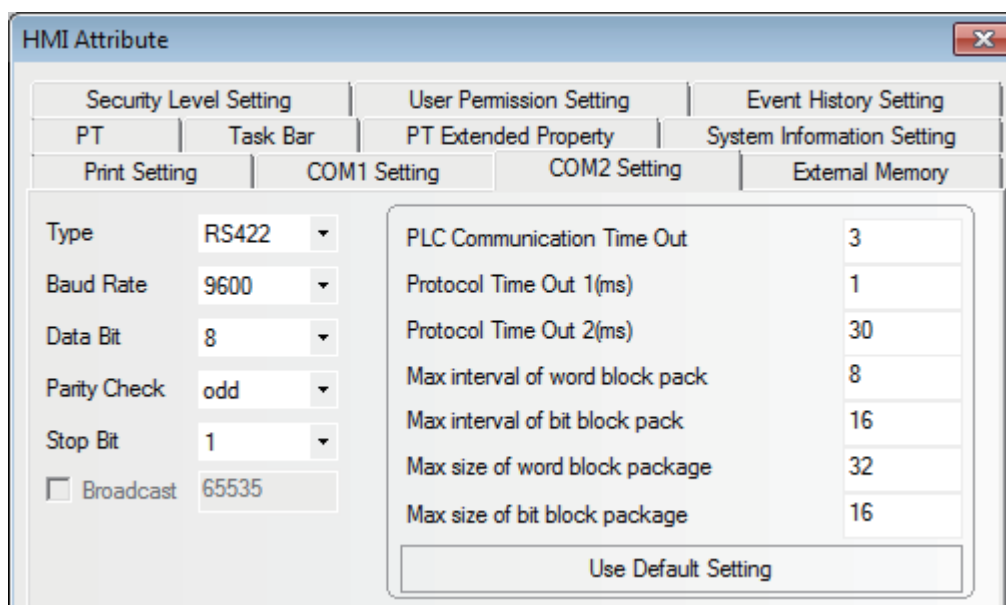 HMI Attribute
Security Level Setting User Permission Setting Event History Setting
PT Task Bar PT Extended Property System Information Setting
Print Setting COM1 Setting COM2 Setting External Memory
Type RS422
Baud Rate 9600
Data Bit 8
Parity Check odd
Stop Bit 1
Broadcast 65535
PLC Communication Time Out 3
Protocol Time Out 1(ms) 1
Protocol Time Out 2(ms) 30
Max interval of word block pack 8
Max interval of bit block pack 16
Max size of word block package 32
Max size of bit block package 16
Use Default Setting